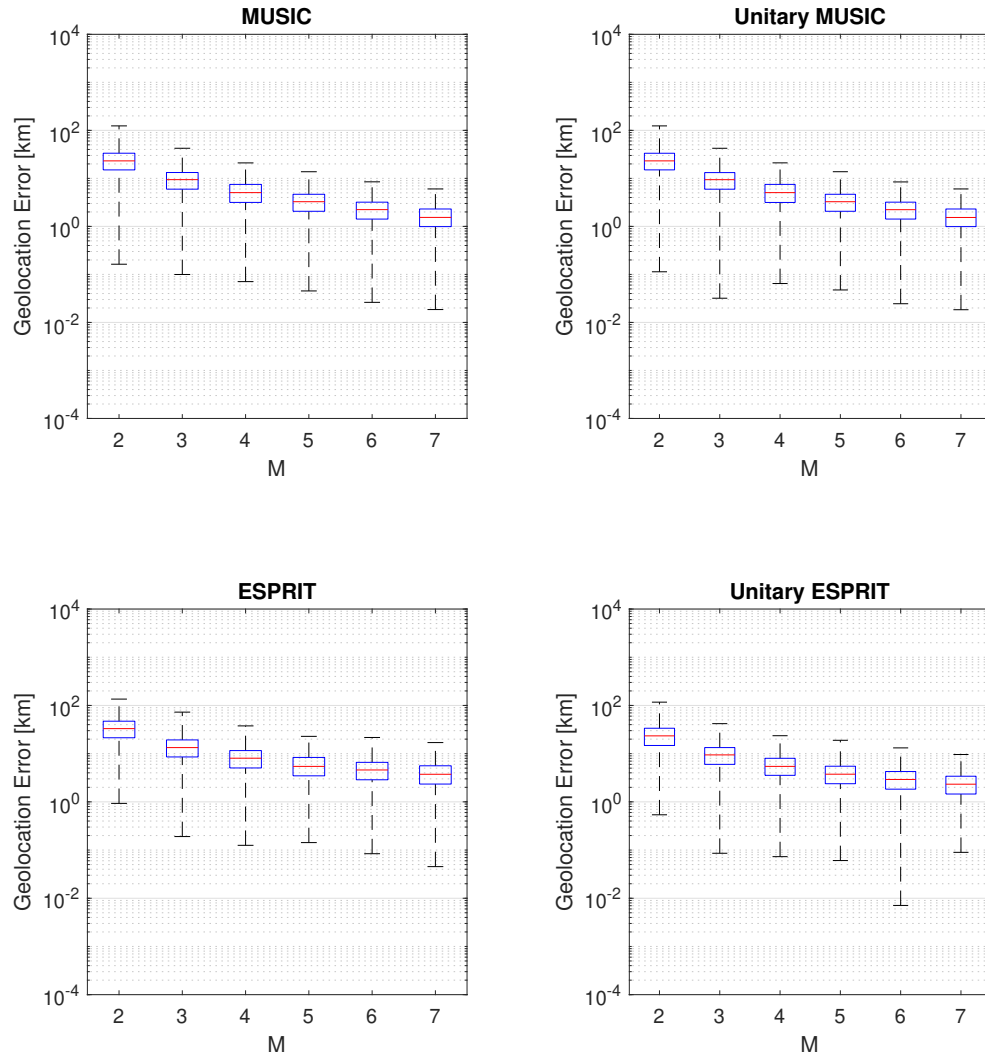 MUSIC
Geolocation Error [km]
10^4
10^2
10^0
10^-2
10^-4
2 3 4 5 6 7
M
Unitary MUSIC
Geolocation Error [km]
10^4
10^2
10^0
10^-2
10^-4
2 3 4 5 6 7
M
ESPRIT
Geolocation Error [km]
10^4
10^2
10^0
10^-2
10^-4
2 3 4 5 6 7
M
Unitary ESPRIT
Geolocation Error [km]
10^4
10^2
10^0
10^-2
10^-4
2 3 4 5 6 7
M